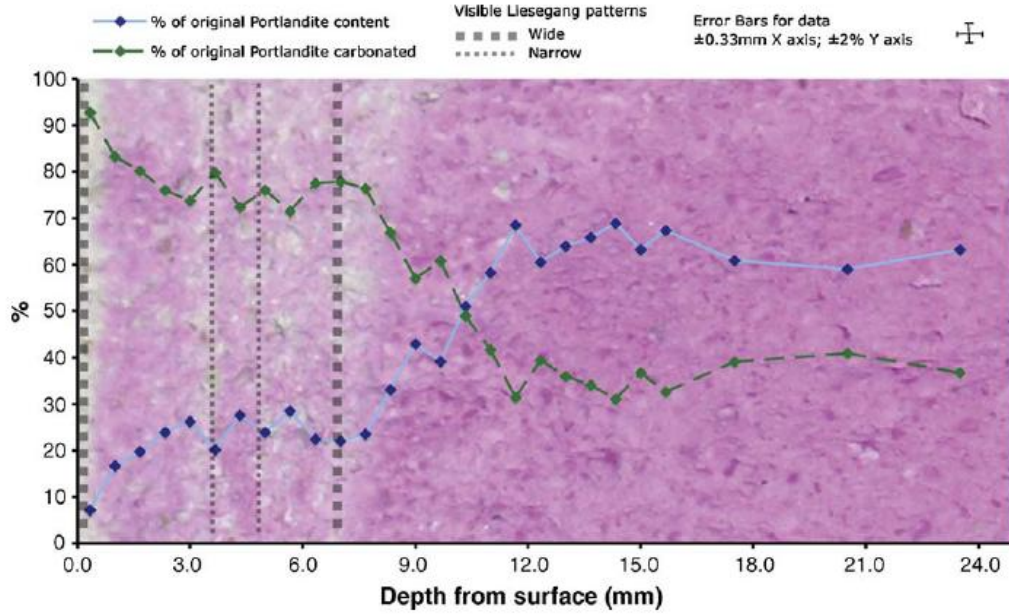 % of original Portlandite content
% of original Portlandite carbonated
Visible Liesegang patterns
Wide
Narrow
Error Bars for data
±0.33mm X axis; ±2% Y axis
%
100
90
80
70
60
50
40
30
20
10
0
0.0 3.0 6.0 9.0 12.0 15.0 18.0 21.0 24.0
Depth from surface (mm)